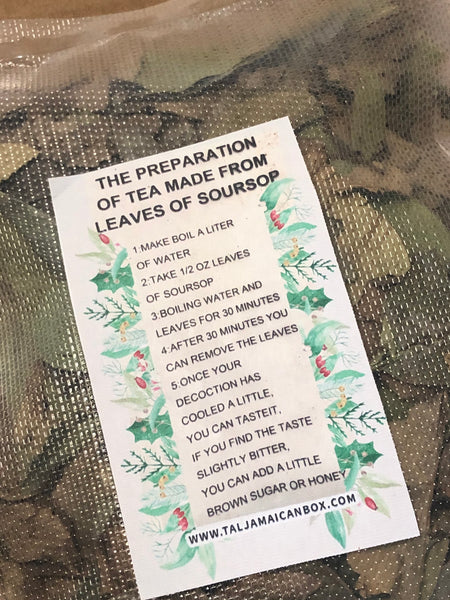 THE PREPARATION
OF TEA MADE FROM
LEAVES OF SOURSOP
1:MAKE BOIL A LITER
OF WATER
2:TAKE 1/2 OZ LEAVES
OF SOURSOP
3:BOILING WATER AND
LEAVES FOR 30 MINUTES
4:AFTER 30 MINUTES YOU
CAN REMOVE THE LEAVES
5:ONCE YOUR
DECOCTION HAS
COOLED A LITTLE,
YOU CAN TASTEIT,
IF YOU FIND THE TASTE
SLIGHTLY BITTER,
YOU CAN ADD A LITTLE
BROWN SUGAR OR HONEY
WWW.TALJAMAICANBOX.COM